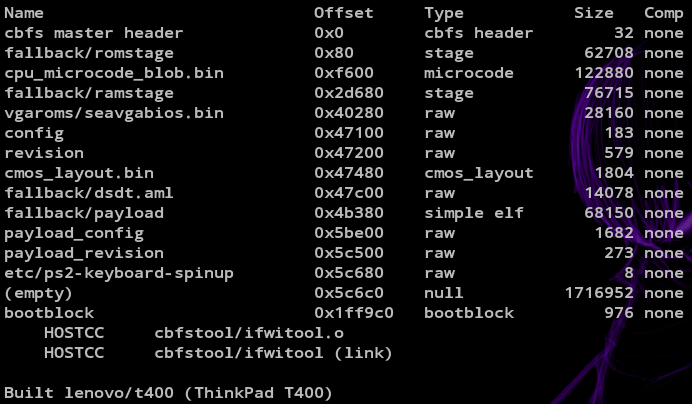 Name Offset Type Size Comp
cbfs master header 0x0 cbfs header 32 none
fallback/romstage 0x80 stage 62708 none
cpu_microcode_blob.bin 0xf600 microcode 122880 none
fallback/ramstage 0x2d680 stage 76715 none
vgaroms/seavgabios.bin 0x40280 raw 28160 none
config 0x47100 raw 183 none
revision 0x47200 raw 579 none
cmos_layout.bin 0x47480 cmos_layout 1804 none
fallback/dsdt.aml 0x47c00 raw 14078 none
fallback/payload 0x4b380 simple elf 68150 none
payload_config 0x5be00 raw 1682 none
payload_revision 0x5c500 raw 273 none
etc/ps2-keyboard-spinup 0x5c680 raw 8 none
(empty) 0x5c6c0 null 1716952 none
bootblock 0x1ff9c0 bootblock 976 none
HOSTCC cbfstool/ifwitool.o
HOSTCC cbfstool/ifwitool (link)
Built lenovo/t400 (ThinkPad T400)